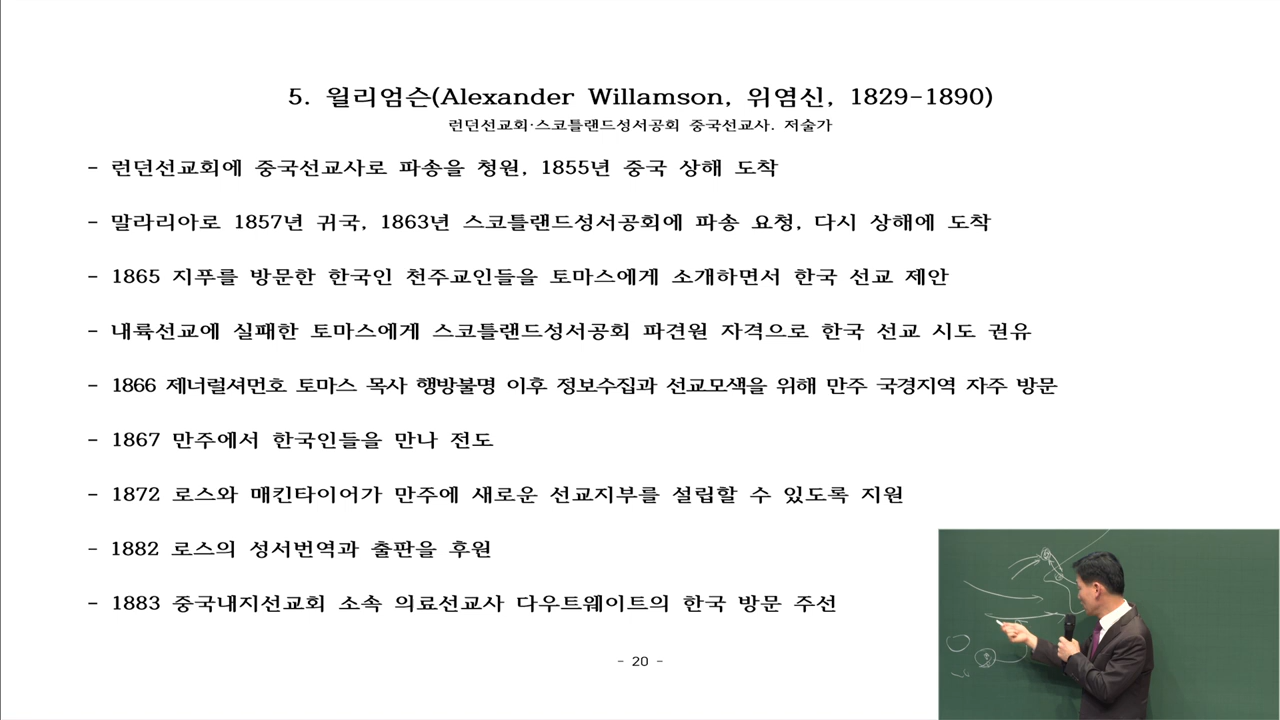 5. 윌리엄슨(Alexander Willamson, 위염신, 1829-1890)
런던선교회·스코틀랜드성서공회 중국선교사. 저술가
- 런던선교회에 중국선교사로 파송을 청원, 1855년 중국 상해 도착
- 말라리아로 1857년 귀국, 1863년 스코틀랜드성서공회에 파송 요청, 다시 상해에 도착
- 1865 지푸를 방문한 한국인 천주교인들을 토마스에게 소개하면서 한국 선교 제안
- 내륙선교에 실패한 토마스에게 스코틀랜드성서공회 파견원 자격으로 한국 선교 시도 권유
- 1866 제너럴셔먼호 토마스 목사 행방불명 이후 정보수집과 선교모색을 위해 만주 국경지역 자주 방문
- 1867 만주에서 한국인들을 만나 전도
- 1872 로스와 매킨타이어가 만주에 새로운 선교지부를 설립할 수 있도록 지원
- 1882 로스의 성서번역과 출판을 후원
- 1883 중국내지선교회 소속 의료선교사 다우트웨이트의 한국 방문 주선
- 20 -